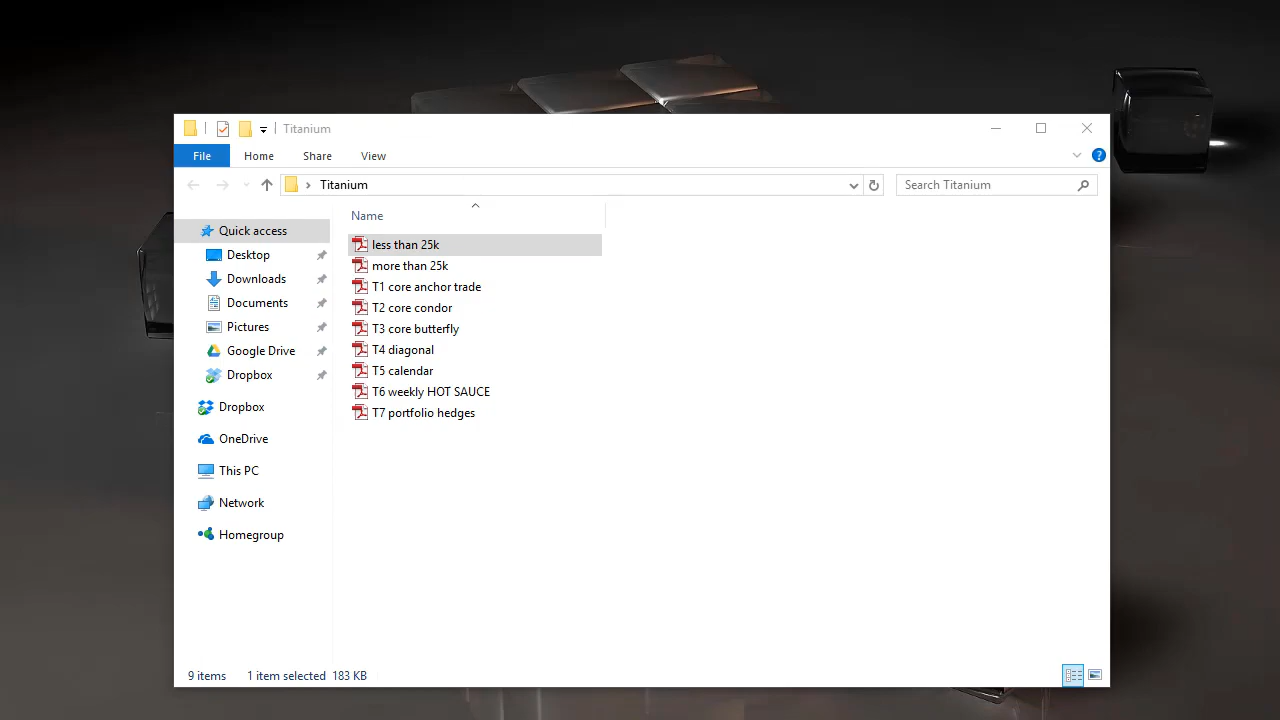 Titanium
File Home Share View ?
Titanium Search Titanium
Name
Quick access
Desktop
Downloads
Documents
Pictures
Google Drive
Dropbox
Dropbox
OneDrive
This PC
Network
Homegroup
less than 25k
more than 25k
T1 core anchor trade
T2 core condor
T3 core butterfly
T4 diagonal
T5 calendar
T6 weekly HOT SAUCE
T7 portfolio hedges
9 items 1 item selected 183 KB